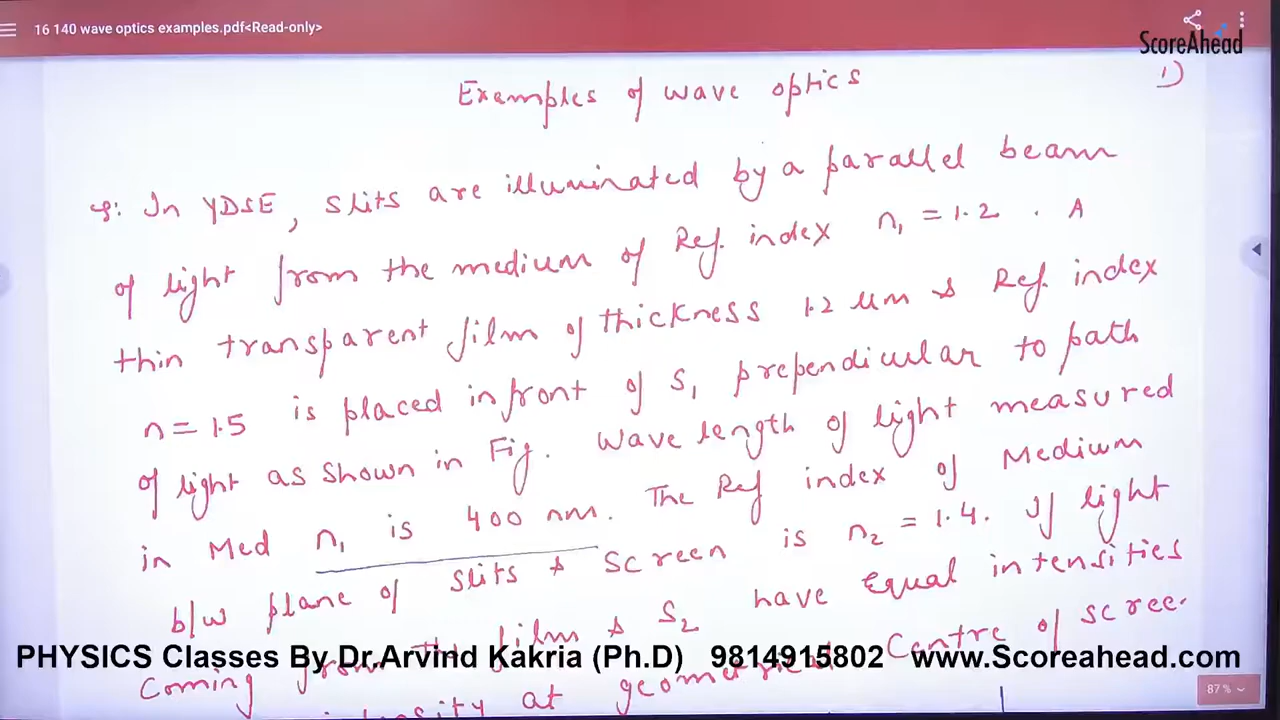 16 140 wave optics examples.pdf<Read-only>
ScoreAhead
Examples of wave optics
1)
In YDSE, slits are illuminated by a parallel beam
of light from the medium of Ref. index n₁ = 1.2 . A
thin transparent film of thickness 1.2 um & Ref. index
n = 1.5 is placed infront of S₁ prependicular to path
of light as shown in Fig. Wave length of light measured
in Med n₁ is 400 nm. The Ref index of Medium
b/w plane of slits & screen is n₂ = 1.4. If light
Coming from the film & S₂ have Equal intensities
at geometrical Centre of scree
PHYSICS Classes By Dr.Arvind Kakria (Ph.D) 9814915802 www.Scoreahead.com
87 %